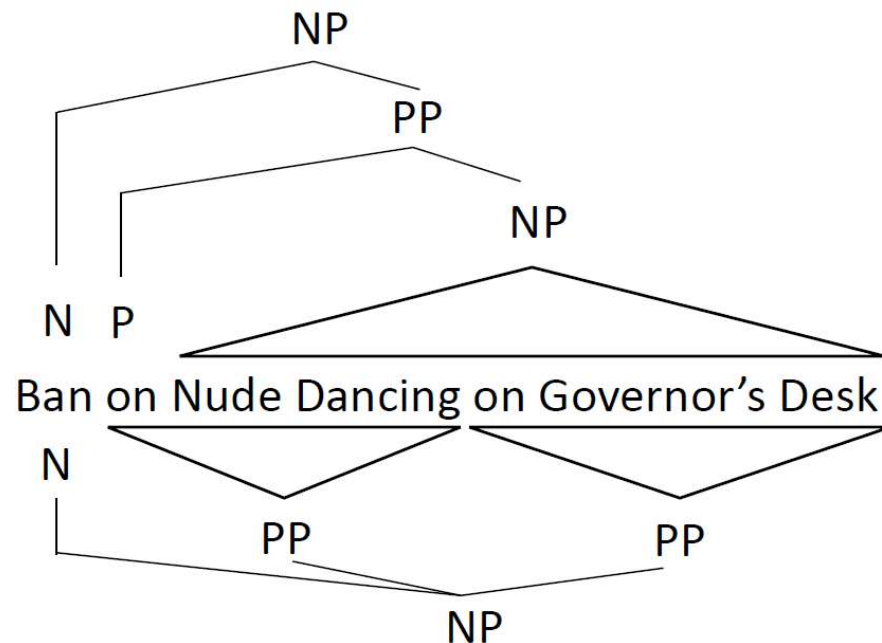 NP
PP
NP
N P
Ban on Nude Dancing on Governor’s Desk
N
PP PP
NP